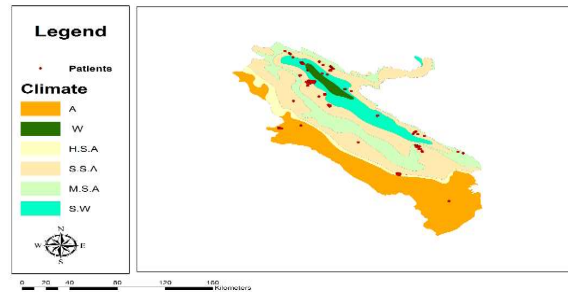 Legend
Patients
Climate
A
W
H.S.A
S.S.A
M.S.A
S.W
N
W E
S
0 20 40 80 120 160
Kilometers